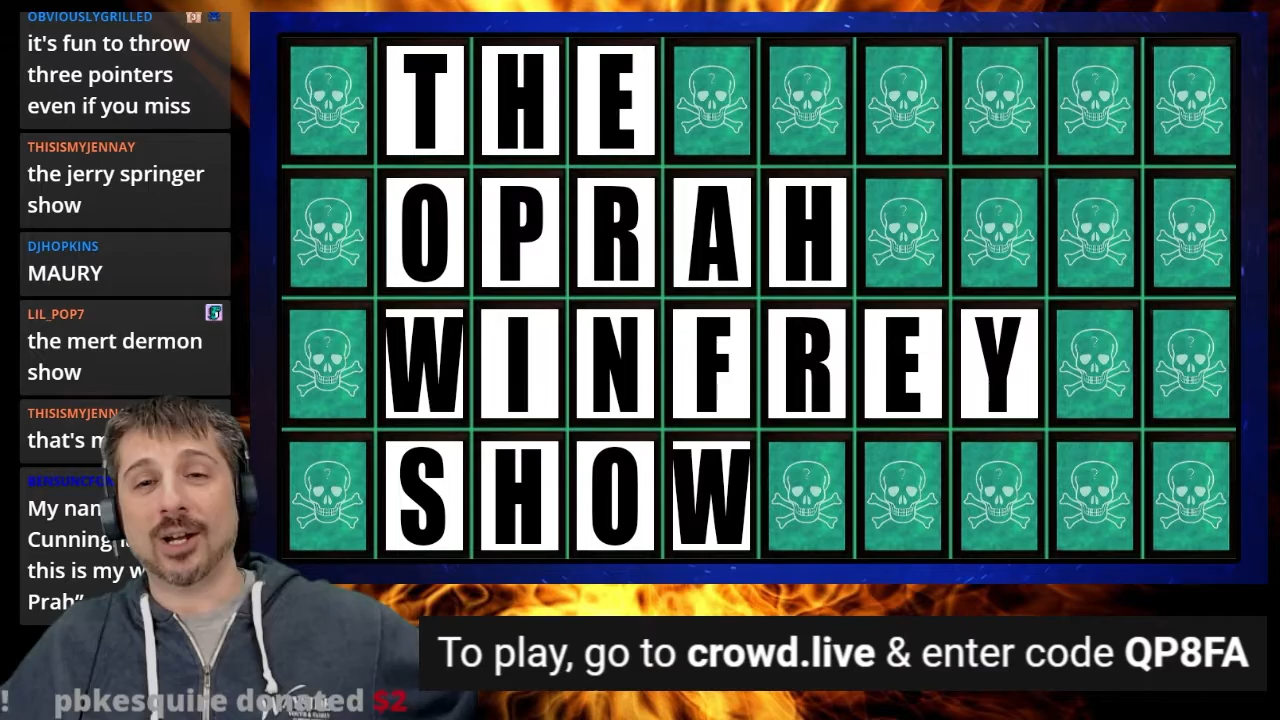 OBVIOUSLYGRILLED
it's fun to throw
three pointers
even if you miss
THISISMYJENNAY
the jerry springer
show
DJHOPKINS
MAURY
LIL_POP7
the mert dermon
show
THISISMYJENN
that's
My
Cunning
this is my
Prah"
THE
OPRAH
WINFREY
SHOW
To play, go to crowd.live & enter code QP8FA
! pbkesquire donated $2